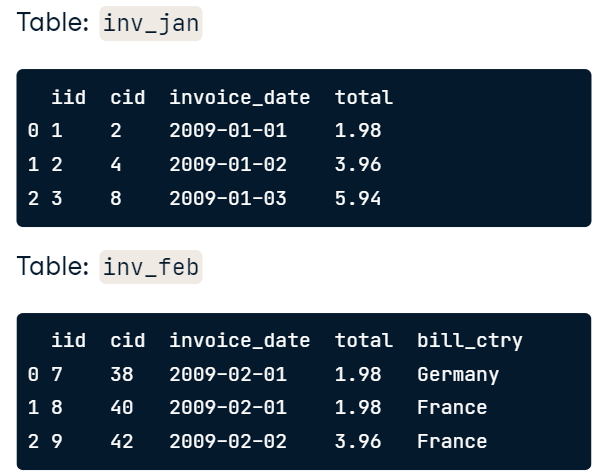 Table: inv_jan
iid cid invoice_date total
0 1 2 2009-01-01 1.98
1 2 4 2009-01-02 3.96
2 3 8 2009-01-03 5.94
Table: inv_feb
iid cid invoice_date total bill_ctry
0 7 38 2009-02-01 1.98 Germany
1 8 40 2009-02-01 1.98 France
2 9 42 2009-02-02 3.96 France